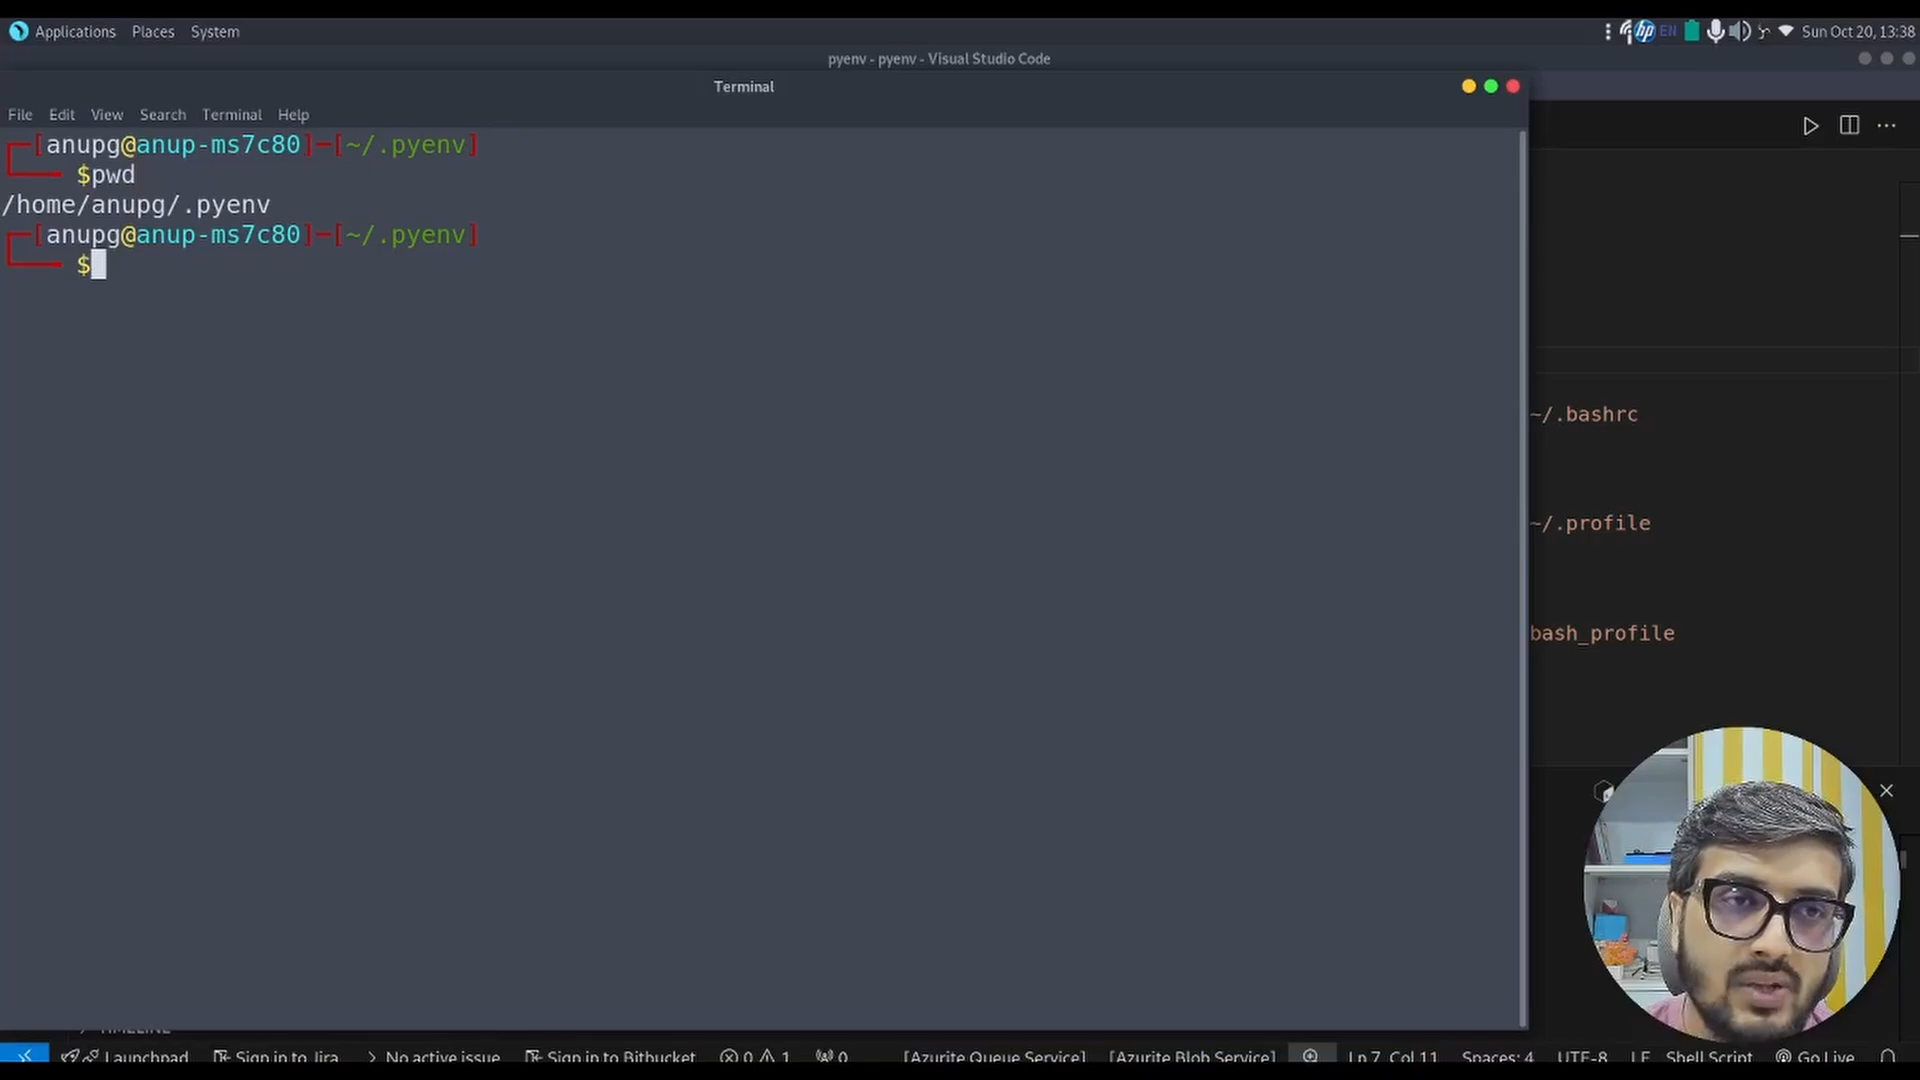 Applications Places System
hp EN Sun Oct 20, 13:38
pyenv - pyenv - Visual Studio Code
Terminal
File Edit View Search Terminal Help
[anupg@anup-ms7c80]─[~/.pyenv]
$pwd
/home/anupg/.pyenv
[anupg@anup-ms7c80]─[~/.pyenv]
$
~/.bashrc
~/.profile
bash_profile
TIMELINE
Launchpad Sign in to Jira No active issue Sign in to Bitbucket 0 1 0 [Azurite Queue Service] [Azurite Blob Service] Ln 7, Col 11 Spaces: 4 UTF-8 LF Shell Script Go Live